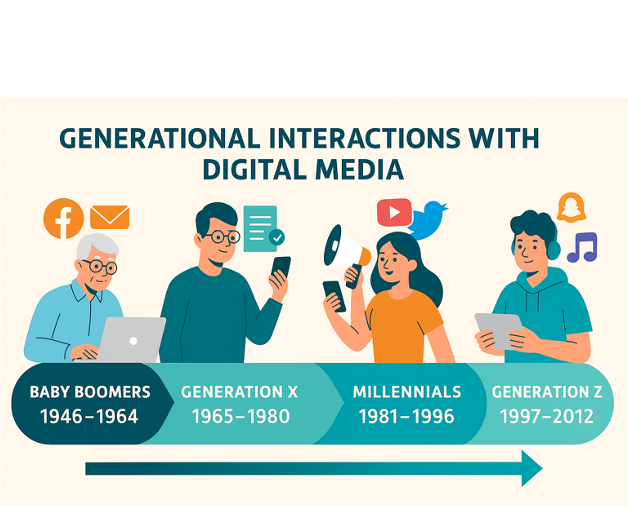 GENERATIONAL INTERACTIONS WITH
DIGITAL MEDIA
BABY BOOMERS
1946–1964
GENERATION X
1965–1980
MILLENNIALS
1981–1996
GENERATION Z
1997–2012